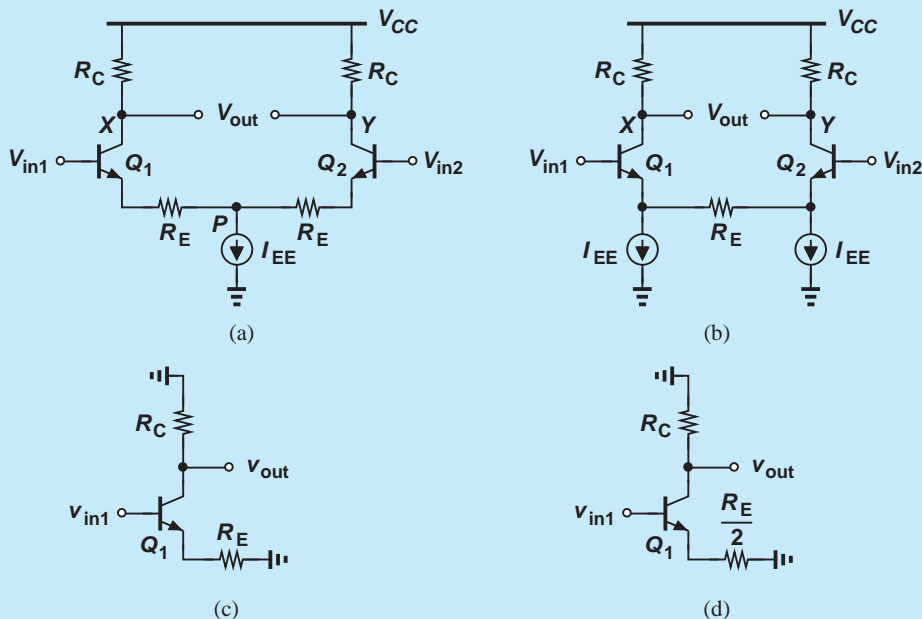 V_CC
R_C
R_C
X
V_out
Y
V_in1
Q_1
Q_2
V_in2
R_E
P
R_E
I_EE
(a)
V_CC
R_C
R_C
X
V_out
Y
V_in1
Q_1
Q_2
V_in2
R_E
I_EE
I_EE
(b)
R_C
v_out
v_in1
Q_1
R_E
(c)
R_C
v_out
v_in1
Q_1
R_E
2
(d)